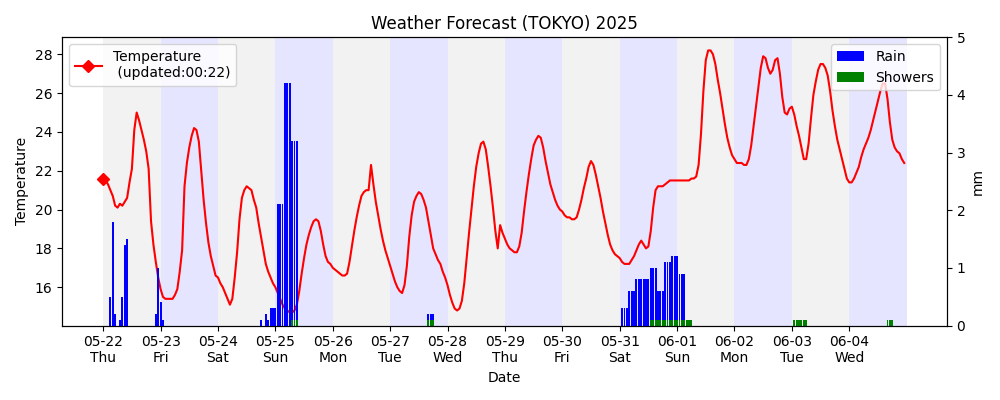 Weather Forecast (TOKYO) 2025
Temperature
(updated:00:22)
Rain
Showers
28
26
24
22
20
18
16
Temperature
5
4
3
2
1
0
mm
05-22 05-23 05-24 05-25 05-26 05-27 05-28 05-29 05-30 05-31 06-01 06-02 06-03 06-04
Thu Fri Sat Sun Mon Tue Wed Thu Fri Sat Sun Mon Tue Wed
Date